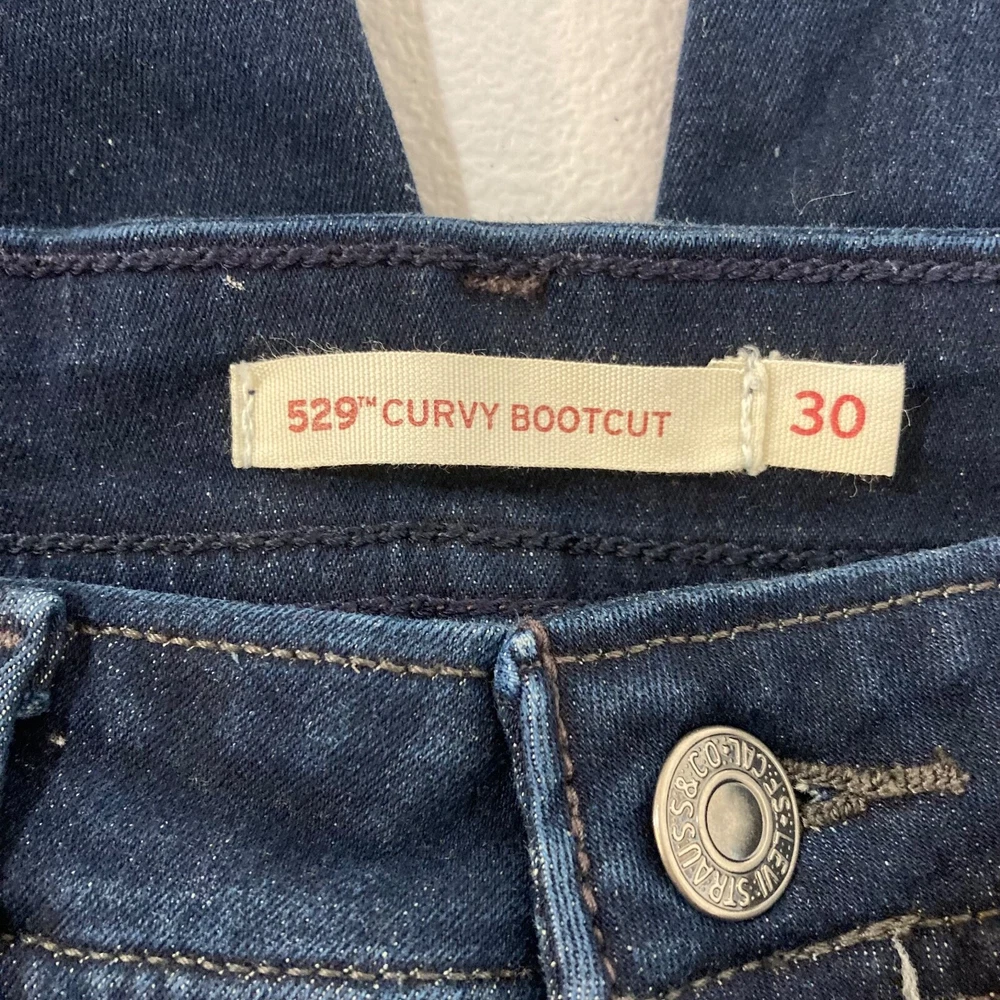 529™ CURVY BOOTCUT
30
LEVI STRAUSS & CO. S.F. CAL